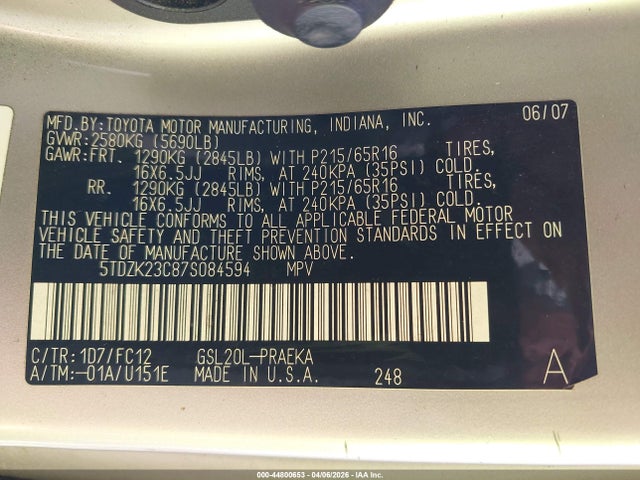 MFD.BY:TOYOTA MOTOR MANUFACTURING, INDIANA, INC. 06/07
GVWR:2580KG (5690LB)
GAWR:FRT. 1290KG (2845LB) WITH P215/65R16 TIRES,
16X6.5JJ RIMS, AT 240KPA (35PSI) COLD.
RR. 1290KG (2845LB) WITH P215/65R16 TIRES,
16X6.5JJ RIMS, AT 240KPA (35PSI) COLD.
THIS VEHICLE CONFORMS TO ALL APPLICABLE FEDERAL MOTOR
VEHICLE SAFETY AND THEFT PREVENTION STANDARDS IN EFFECT ON
THE DATE OF MANUFACTURE SHOWN ABOVE.
5TDZK23C87S084594 MPV
C/TR:1D7/FC12 GSL20L-PRAEKA
A/TM:-01A/U151E MADE IN U.S.A. 248 A
000-44800653 - 04/06/2026 - IAA Inc.